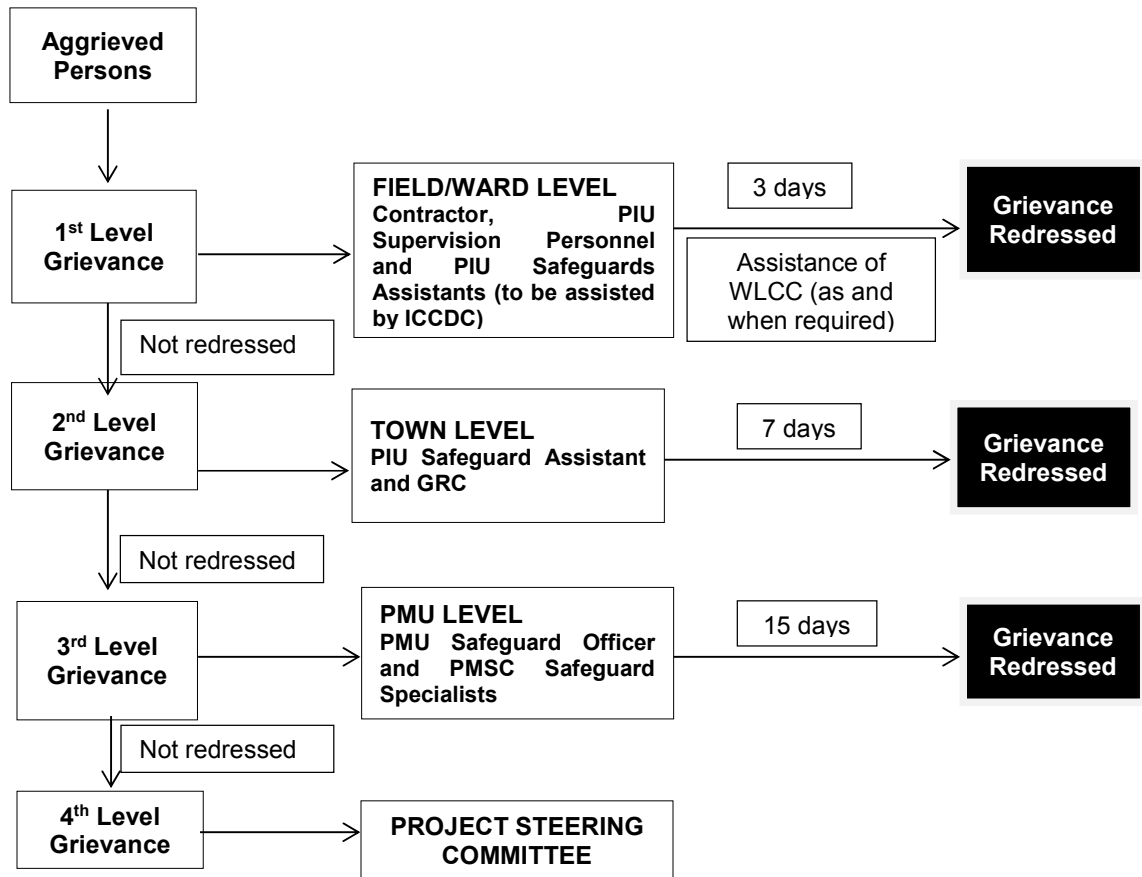 Aggrieved
Persons
1st Level
Grievance
FIELD/WARD LEVEL
Contractor, PIU
Supervision Personnel
and PIU Safeguards
Assistants (to be assisted
by ICCDC)
3 days
Assistance of
WLCC (as and
when required)
Grievance
Redressed
Not redressed
2nd Level
Grievance
TOWN LEVEL
PIU Safeguard Assistant
and GRC
7 days
Grievance
Redressed
Not redressed
3rd Level
Grievance
PMU LEVEL
PMU Safeguard Officer
and PMSC Safeguard
Specialists
15 days
Grievance
Redressed
Not redressed
4th Level
Grievance
PROJECT STEERING
COMMITTEE